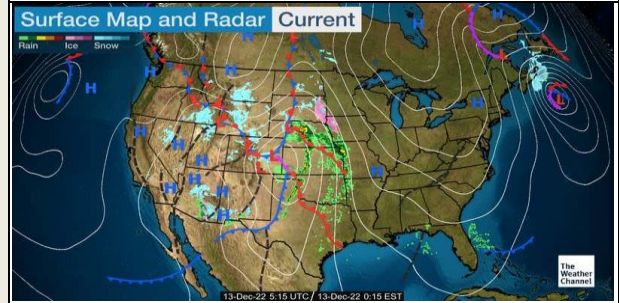 Surface Map and Radar Current
Rain Ice Snow
H
H
H
H
L
H
L
H
H
H
H
H
H
H
H
H
13-Dec-22 5:15 UTC / 13-Dec-22 0:15 EST
The
Weather
Channel